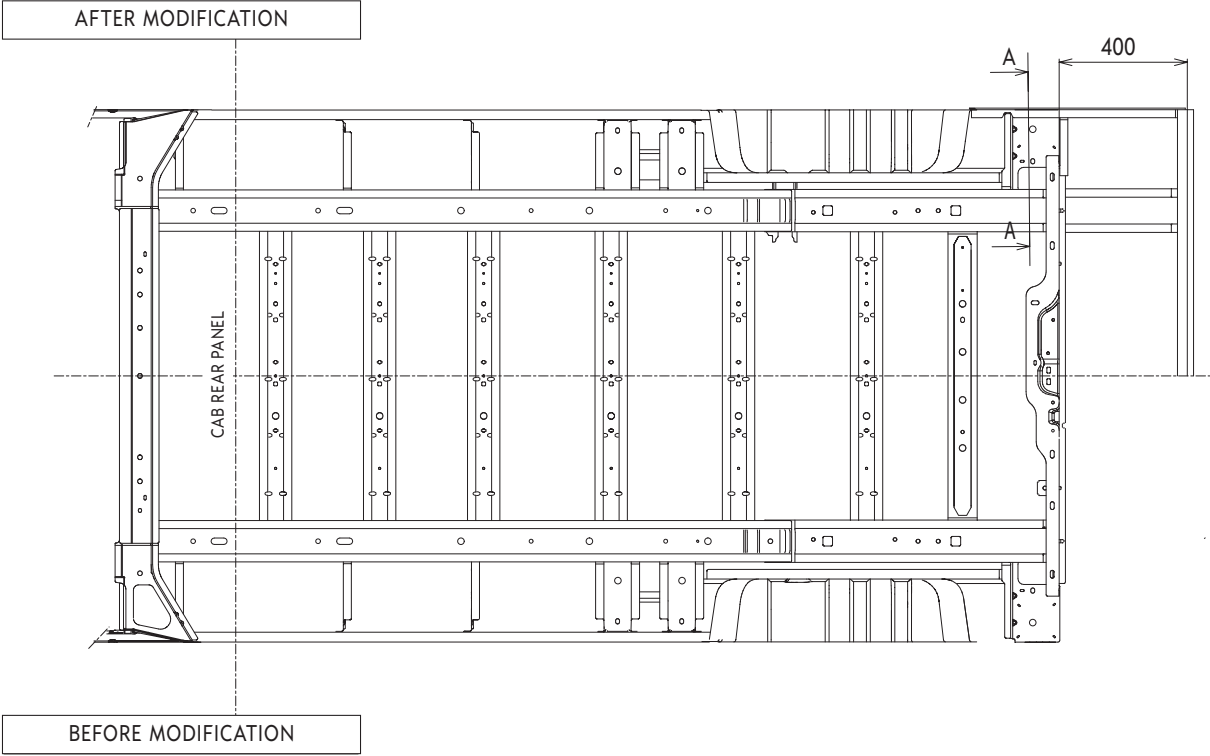 AFTER MODIFICATION
A
400
A
CAB REAR PANEL
BEFORE MODIFICATION